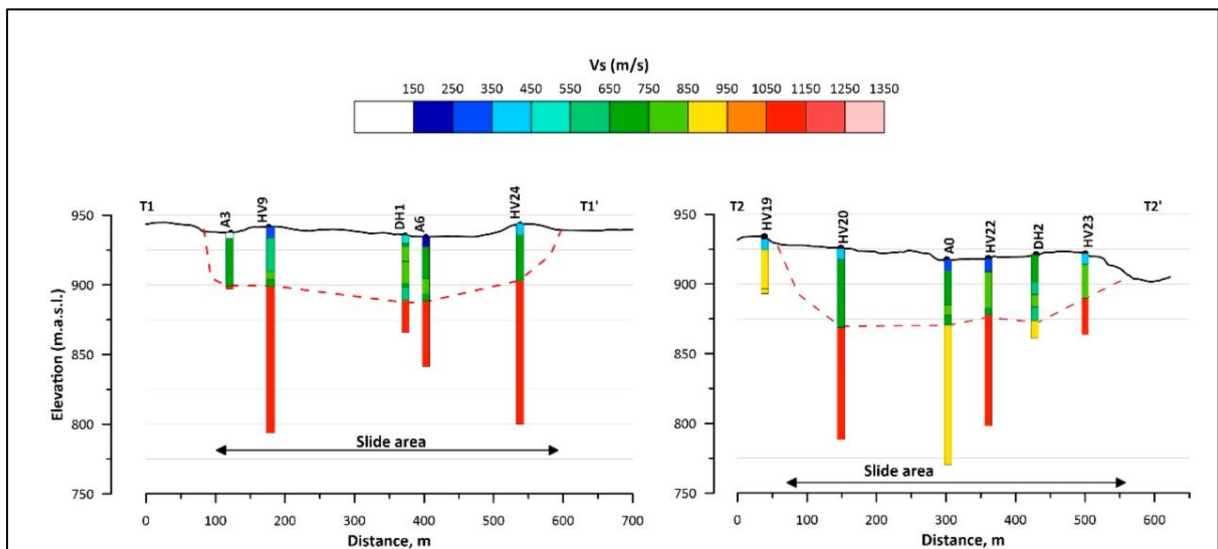 Vs (m/s)
150 250 350 450 550 650 750 850 950 1050 1150 1250 1350
T1
A3
HV9
DH1
A6
HV24
T1'
T2
HV19
HV20
A0
HV22
DH2
HV23
T2'
Elevation (m.a.s.l.)
950
900
850
800
750
950
900
850
800
750
Slide area
Slide area
0 100 200 300 400 500 600 700
0 100 200 300 400 500 600
Distance, m
Distance, m